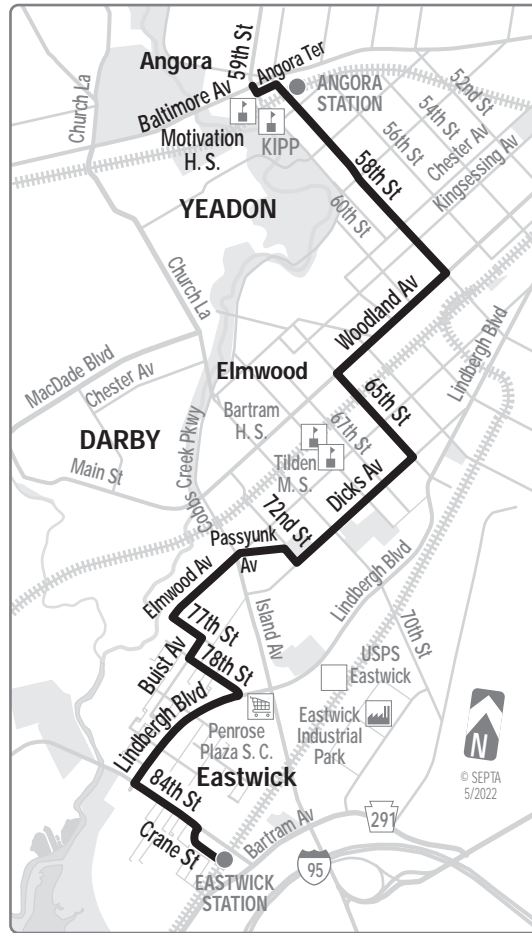 59th St
Angora
Angora Ter
Church La
Baltimore Av
ANGORA
STATION
52nd St
54th St
Chester Av
56th St
Kingsessing Av
Motivation
H. S.
KIPP
58th St
YEADON
60th St
Church La
Woodland Av
Lindbergh Blvd
MacDade Blvd
Chester Av
Elmwood
65th St
Bartram
H. S.
67th St
DARBY
Main St
Cobbs Creek Pkwy
Tilden
M. S.
Dicks Av
72nd St
Passyunk
Av
Elmwood Av
Lindbergh Blvd
77th St
Island Av
70th St
Buist Av
78th St
USPS
Eastwick
Lindbergh Blvd
Penrose
Plaza S. C.
Eastwick
Industrial
Park
N
© SEPTA
5/2022
Eastwick
84th St
Crane St
Bartram Av
291
95
EASTWICK
STATION